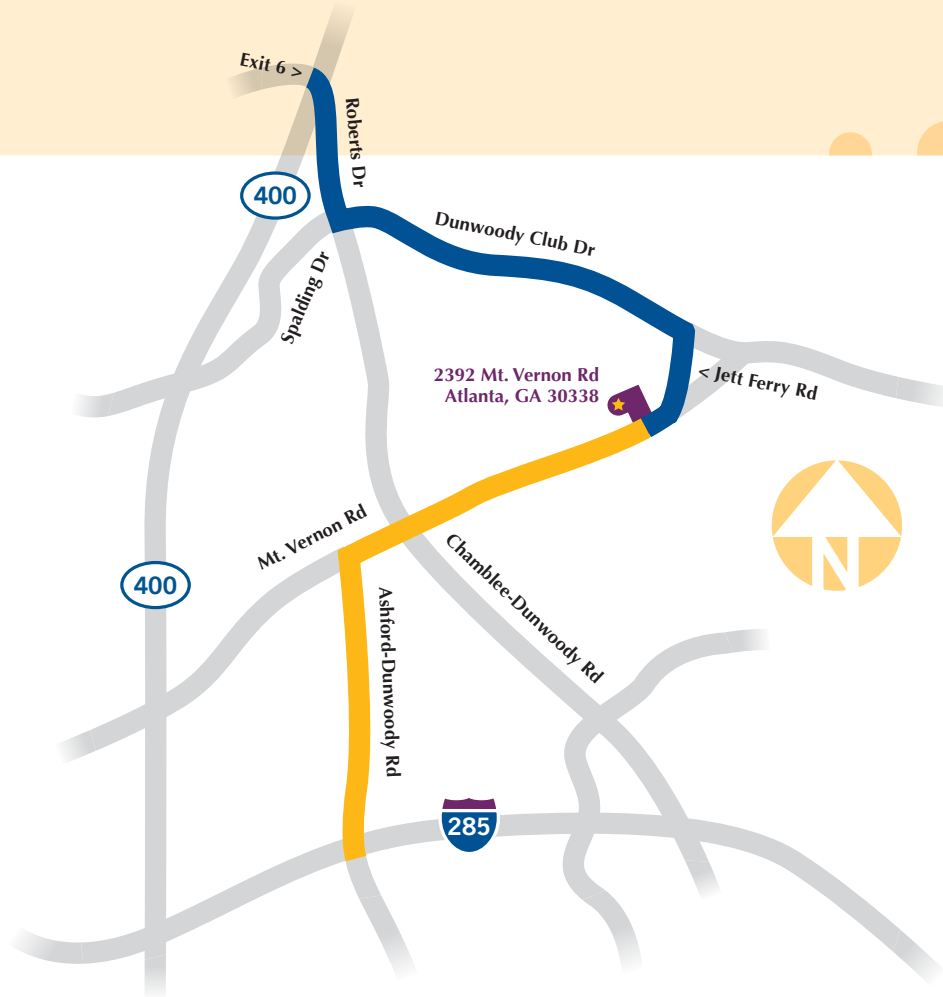 Exit 6 >
Roberts Dr
400
Dunwoody Club Dr
Spalding Dr
2392 Mt. Vernon Rd
Atlanta, GA 30338
< Jett Ferry Rd
Mt. Vernon Rd
Chamblee-Dunwoody Rd
N
400
Ashford-Dunwoody Rd
285